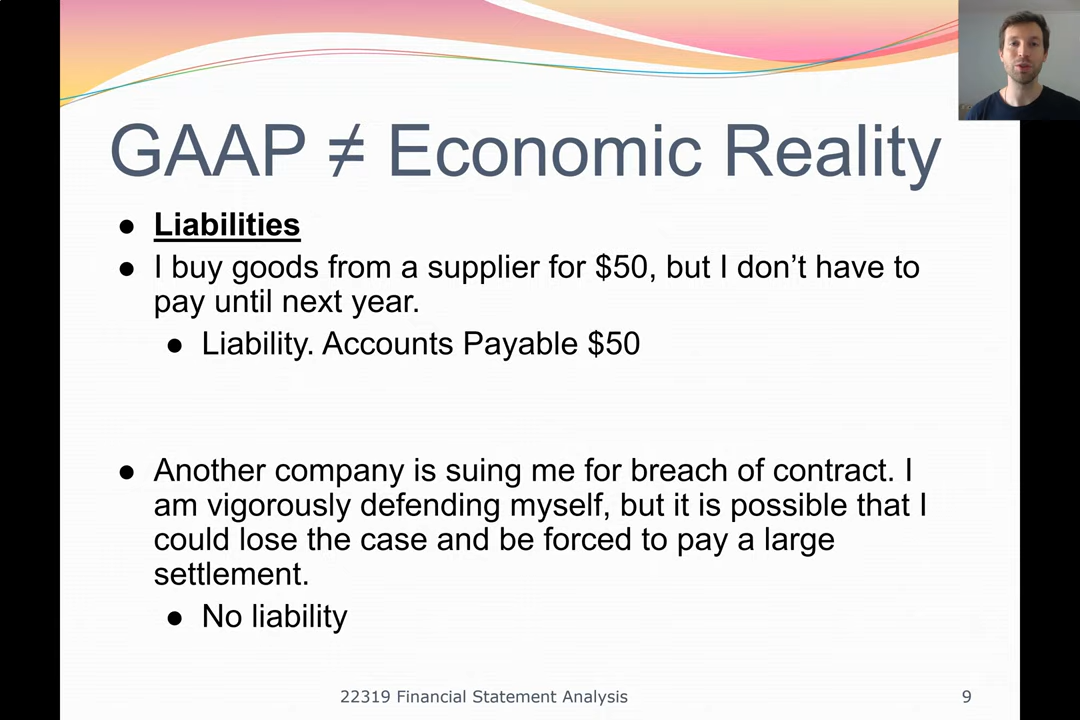 GAAP ≠ Economic Reality
● Liabilities
● I buy goods from a supplier for $50, but I don’t have to
pay until next year.
● Liability. Accounts Payable $50
● Another company is suing me for breach of contract. I
am vigorously defending myself, but it is possible that I
could lose the case and be forced to pay a large
settlement.
● No liability
22319 Financial Statement Analysis
9